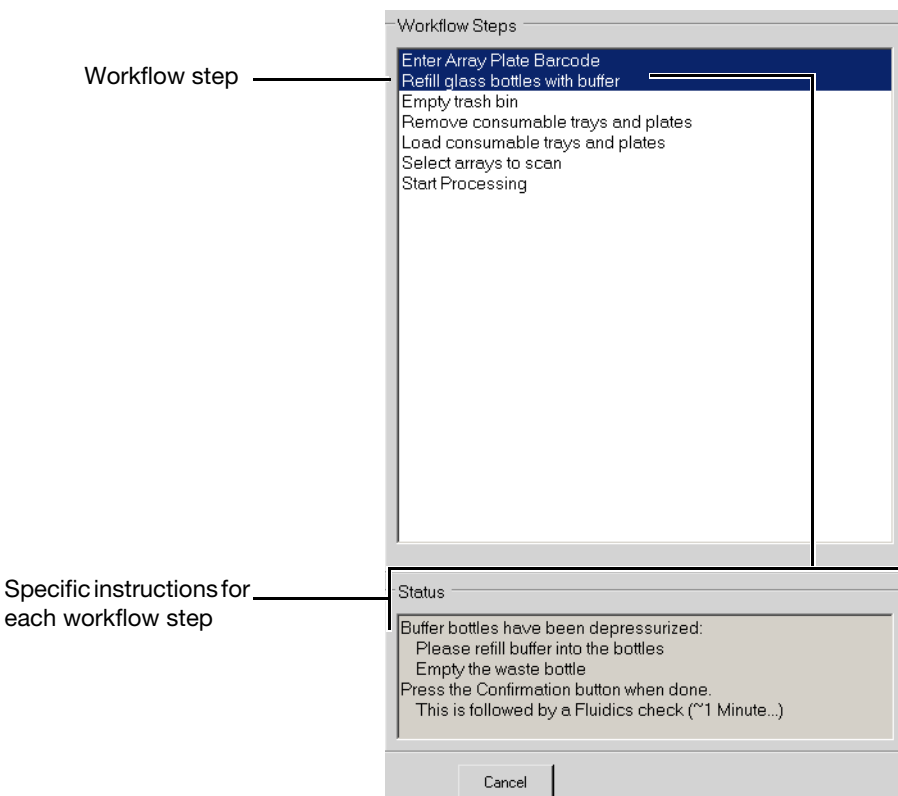 Workflow Steps
Workflow step
Enter Array Plate Barcode
Refill glass bottles with buffer
Empty trash bin
Remove consumable trays and plates
Load consumable trays and plates
Select arrays to scan
Start Processing
Specific instructions for
each workflow step
Status
Buffer bottles have been depressurized:
Please refill buffer into the bottles
Empty the waste bottle
Press the Confirmation button when done.
This is followed by a Fluidics check (~1 Minute...)
Cancel